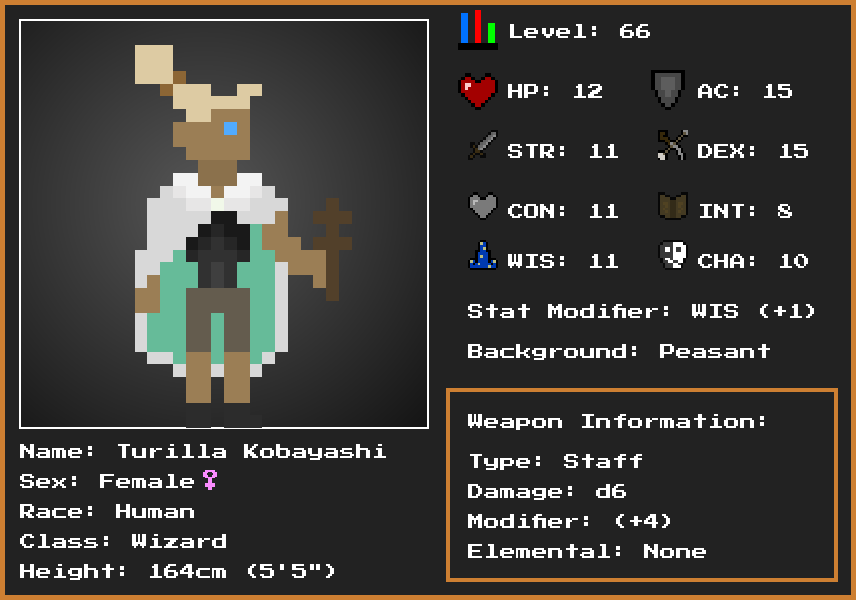 Level: 66
HP: 12
AC: 15
STR: 11
DEX: 15
CON: 11
INT: 8
WIS: 11
CHA: 10
Stat Modifier: WIS (+1)
Background: Peasant
Weapon Information:
Type: Staff
Damage: d6
Modifier: (+4)
Elemental: None
Name: Turilla Kobayashi
Sex: Female♀
Race: Human
Class: Wizard
Height: 164cm (5'5")